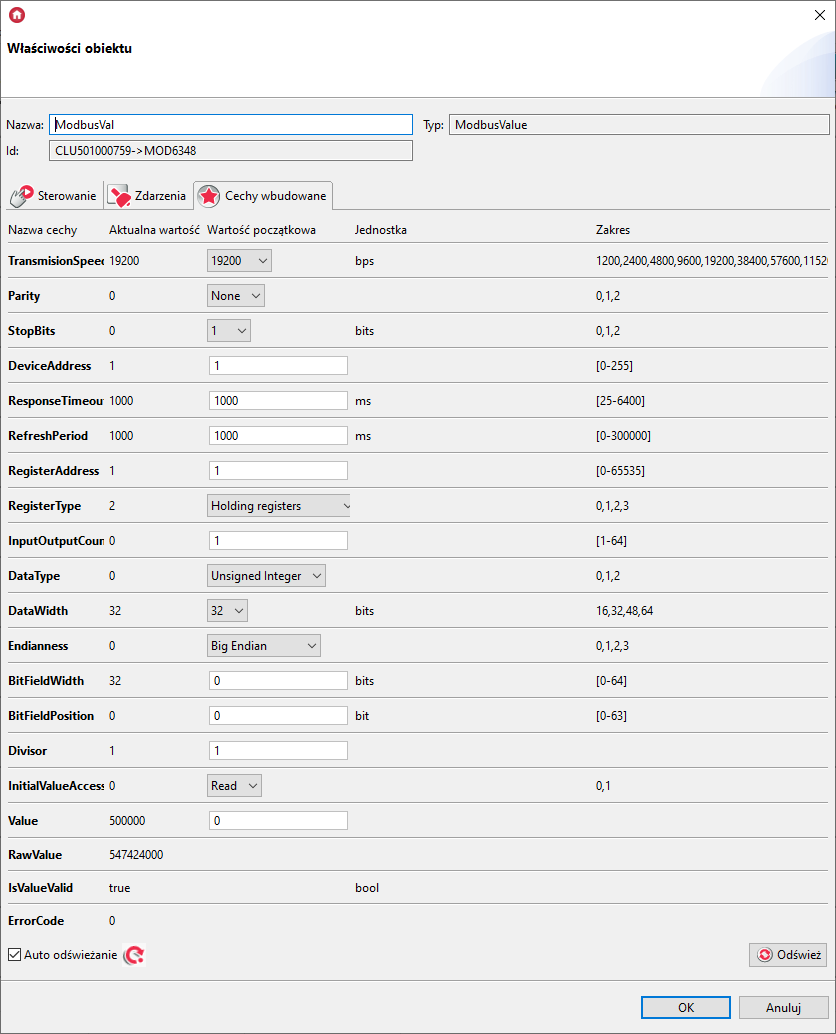 Właściwości obiektu
Nazwa: ModbusVal Typ: ModbusValue
Id: CLU501000759->MOD6348
Sterowanie Zdarzenia Cechy wbudowane
Nazwa cechy Aktualna wartość Wartość początkowa Jednostka Zakres
TransmisionSpeed 19200 19200 bps 1200,2400,4800,9600,19200,38400,57600,11520
Parity 0 None 0,1,2
StopBits 0 1 bits 0,1,2
DeviceAddress 1 1 [0-255]
ResponseTimeout 1000 1000 ms [25-6400]
RefreshPeriod 1000 1000 ms [0-300000]
RegisterAddress 1 1 [0-65535]
RegisterType 2 Holding registers 0,1,2,3
InputOutputCoun 0 1 [1-64]
DataType 0 Unsigned Integer 0,1,2
DataWidth 32 32 bits 16,32,48,64
Endianness 0 Big Endian 0,1,2,3
BitFieldWidth 32 0 bits [0-64]
BitFieldPosition 0 0 bit [0-63]
Divisor 1 1
InitialValueAccess 0 Read 0,1
Value 500000 0
RawValue 547424000
IsValueValid true bool
ErrorCode 0
Auto odświeżanie Odśwież
OK Anuluj